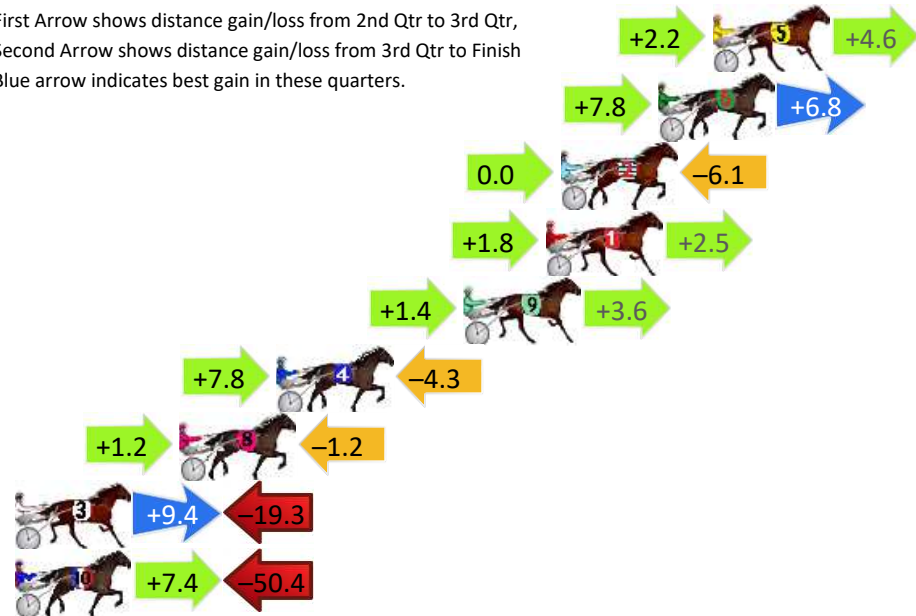 First Arrow shows distance gain/loss from 2nd Qtr to 3rd Qtr,
Second Arrow shows distance gain/loss from 3rd Qtr to Finish
Blue arrow indicates best gain in these quarters.
+2.2 5 +4.6
+7.8 6 +6.8
0.0 2 –6.1
+1.8 1 +2.5
+1.4 9 +3.6
+7.8 4 –4.3
+1.2 8 –1.2
3 +9.4 –19.3
10 +7.4 –50.4